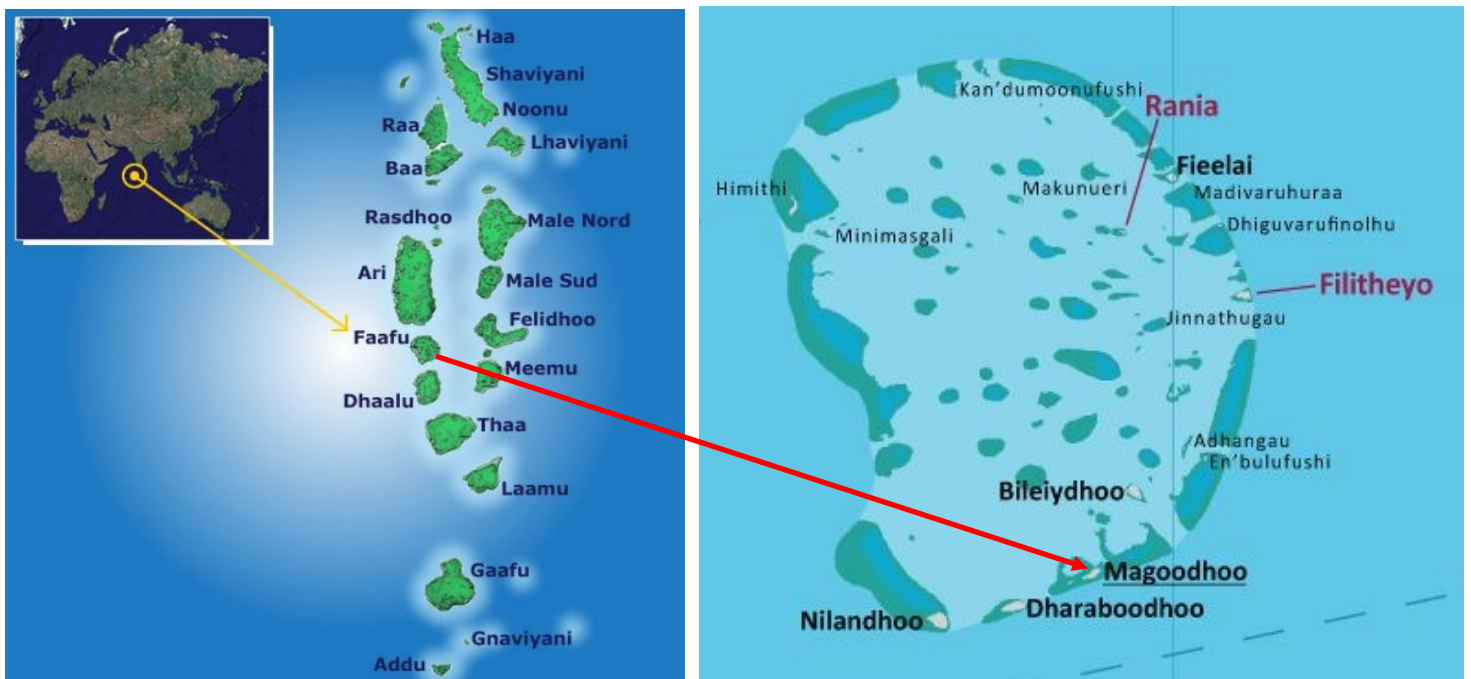 Haa
Shaviyani
Noonu
Raa
Lhaviyani
Baa
Rasdhoo
Male Nord
Ari
Male Sud
Felidhoo
Faafu
Meemu
Dhaalu
Thaa
Laamu
Gaafu
Gnaviyani
Addu
Kan'dumoonufushi
Rania
Fieelai
Himithi
Makunueri
Madivaruhuraa
Minimasgali
Dhiguvarufinolhu
Filitheyo
Jinnathugau
Adhangau
En'bulufushi
Bileiydhoo
Magoodhoo
Nilandhoo
Dharaboodhoo